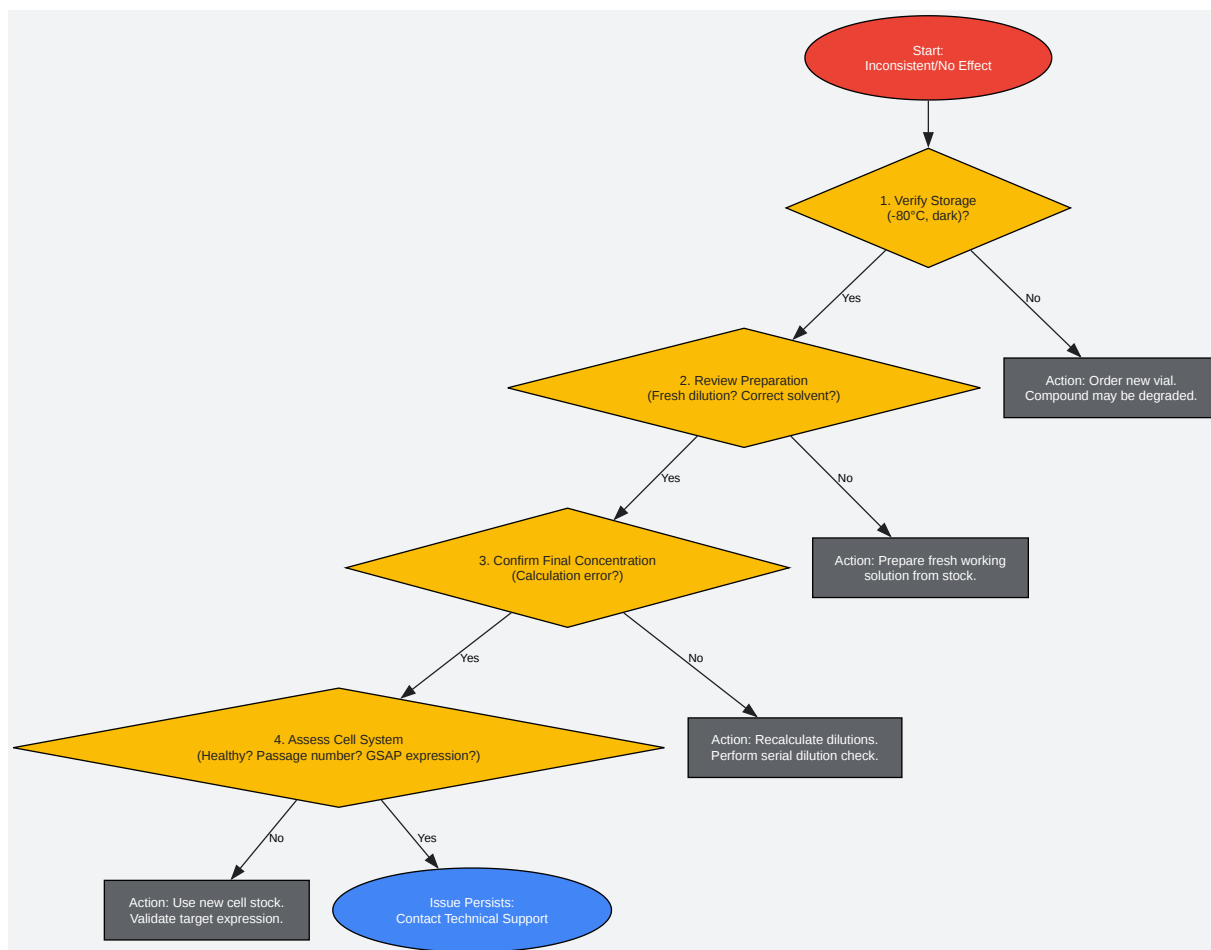 Start:
Inconsistent/No Effect
1. Verify Storage
(-80°C, dark)?
Yes
No
2. Review Preparation
(Fresh dilution? Correct solvent?)
Action: Order new vial.
Compound may be degraded.
Yes
No
3. Confirm Final Concentration
(Calculation error?)
Action: Prepare fresh working
solution from stock.
Yes
No
4. Assess Cell System
(Healthy? Passage number? GSAP expression?)
Action: Recalculate dilutions.
Perform serial dilution check.
No
Yes
Action: Use new cell stock.
Validate target expression.
Issue Persists:
Contact Technical Support